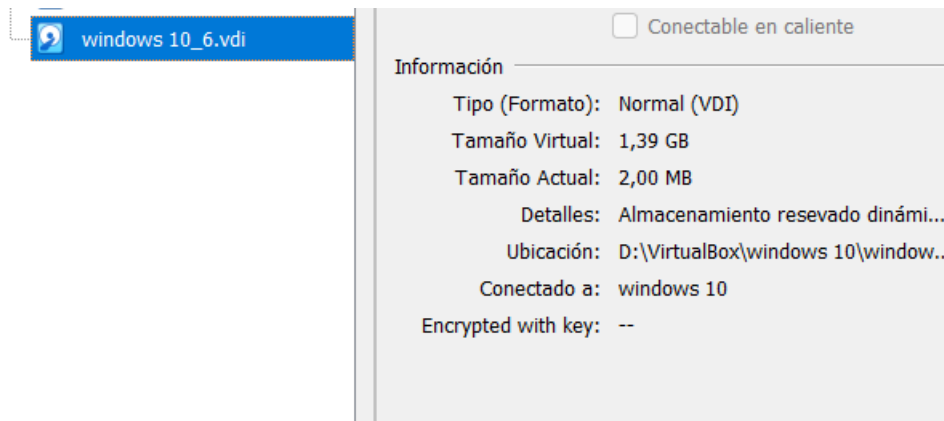 windows 10_6.vdi
Conectable en caliente
Información
Tipo (Formato): Normal (VDI)
Tamaño Virtual: 1,39 GB
Tamaño Actual: 2,00 MB
Detalles: Almacenamiento resevado dinámi...
Ubicación: D:\VirtualBox\windows 10\window...
Conectado a: windows 10
Encrypted with key: --